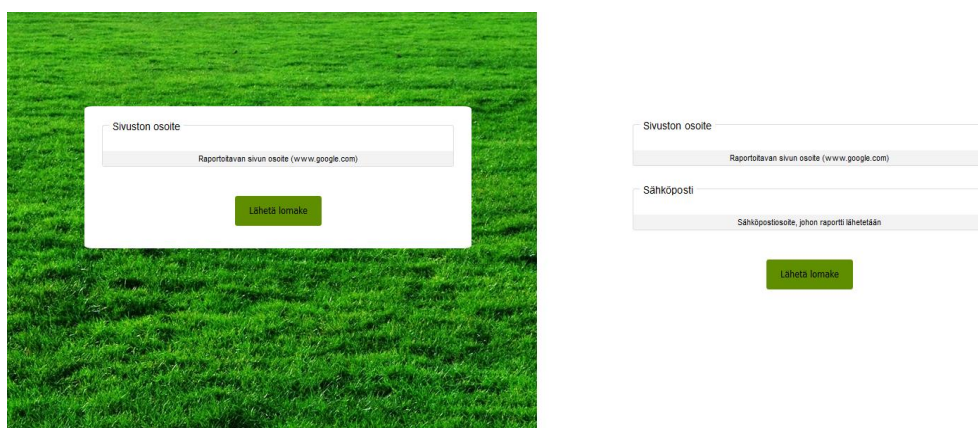 Sivuston osoite
Raportoitavan sivun osoite (www.google.com)
Lähetä lomake
Sivuston osoite
Raportoitavan sivun osoite (www.google.com)
Sähköposti
Sähköpostiosoite, johon raportti lähetetään
Lähetä lomake